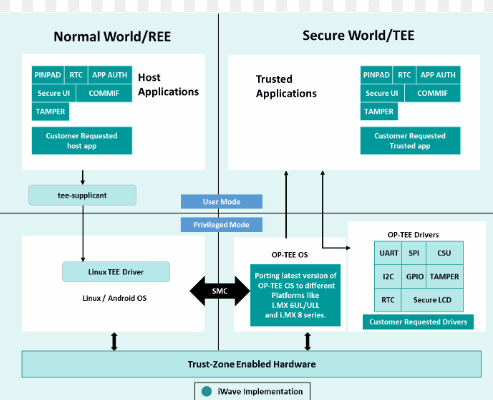 Normal World/REE
Secure World/TEE
PINPAD
RTC
APP AUTH
Secure UI
COMMIF
TAMPER
Customer Requested
host app
Host
Applications
Trusted
Applications
PINPAD
RTC
APP AUTH
Secure UI
COMMIF
TAMPER
Customer Requested
Trusted app
tee-supplicant
User Mode
Privileged Mode
Linux TEE Driver
Linux / Android OS
SMC
OP-TEE OS
Porting latest version of
OP-TEE OS to different
Platforms like
i.MX 6UL/ULL
and i.MX 8 series.
OP-TEE Drivers
UART
SPI
CSU
I2C
GPIO
TAMPER
RTC
Secure LCD
Customer Requested Drivers
Trust-Zone Enabled Hardware
iWave Implementation